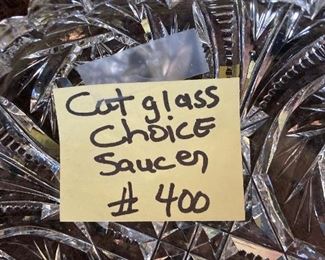 Cut glass
CHOiCE
Saucer
# 400